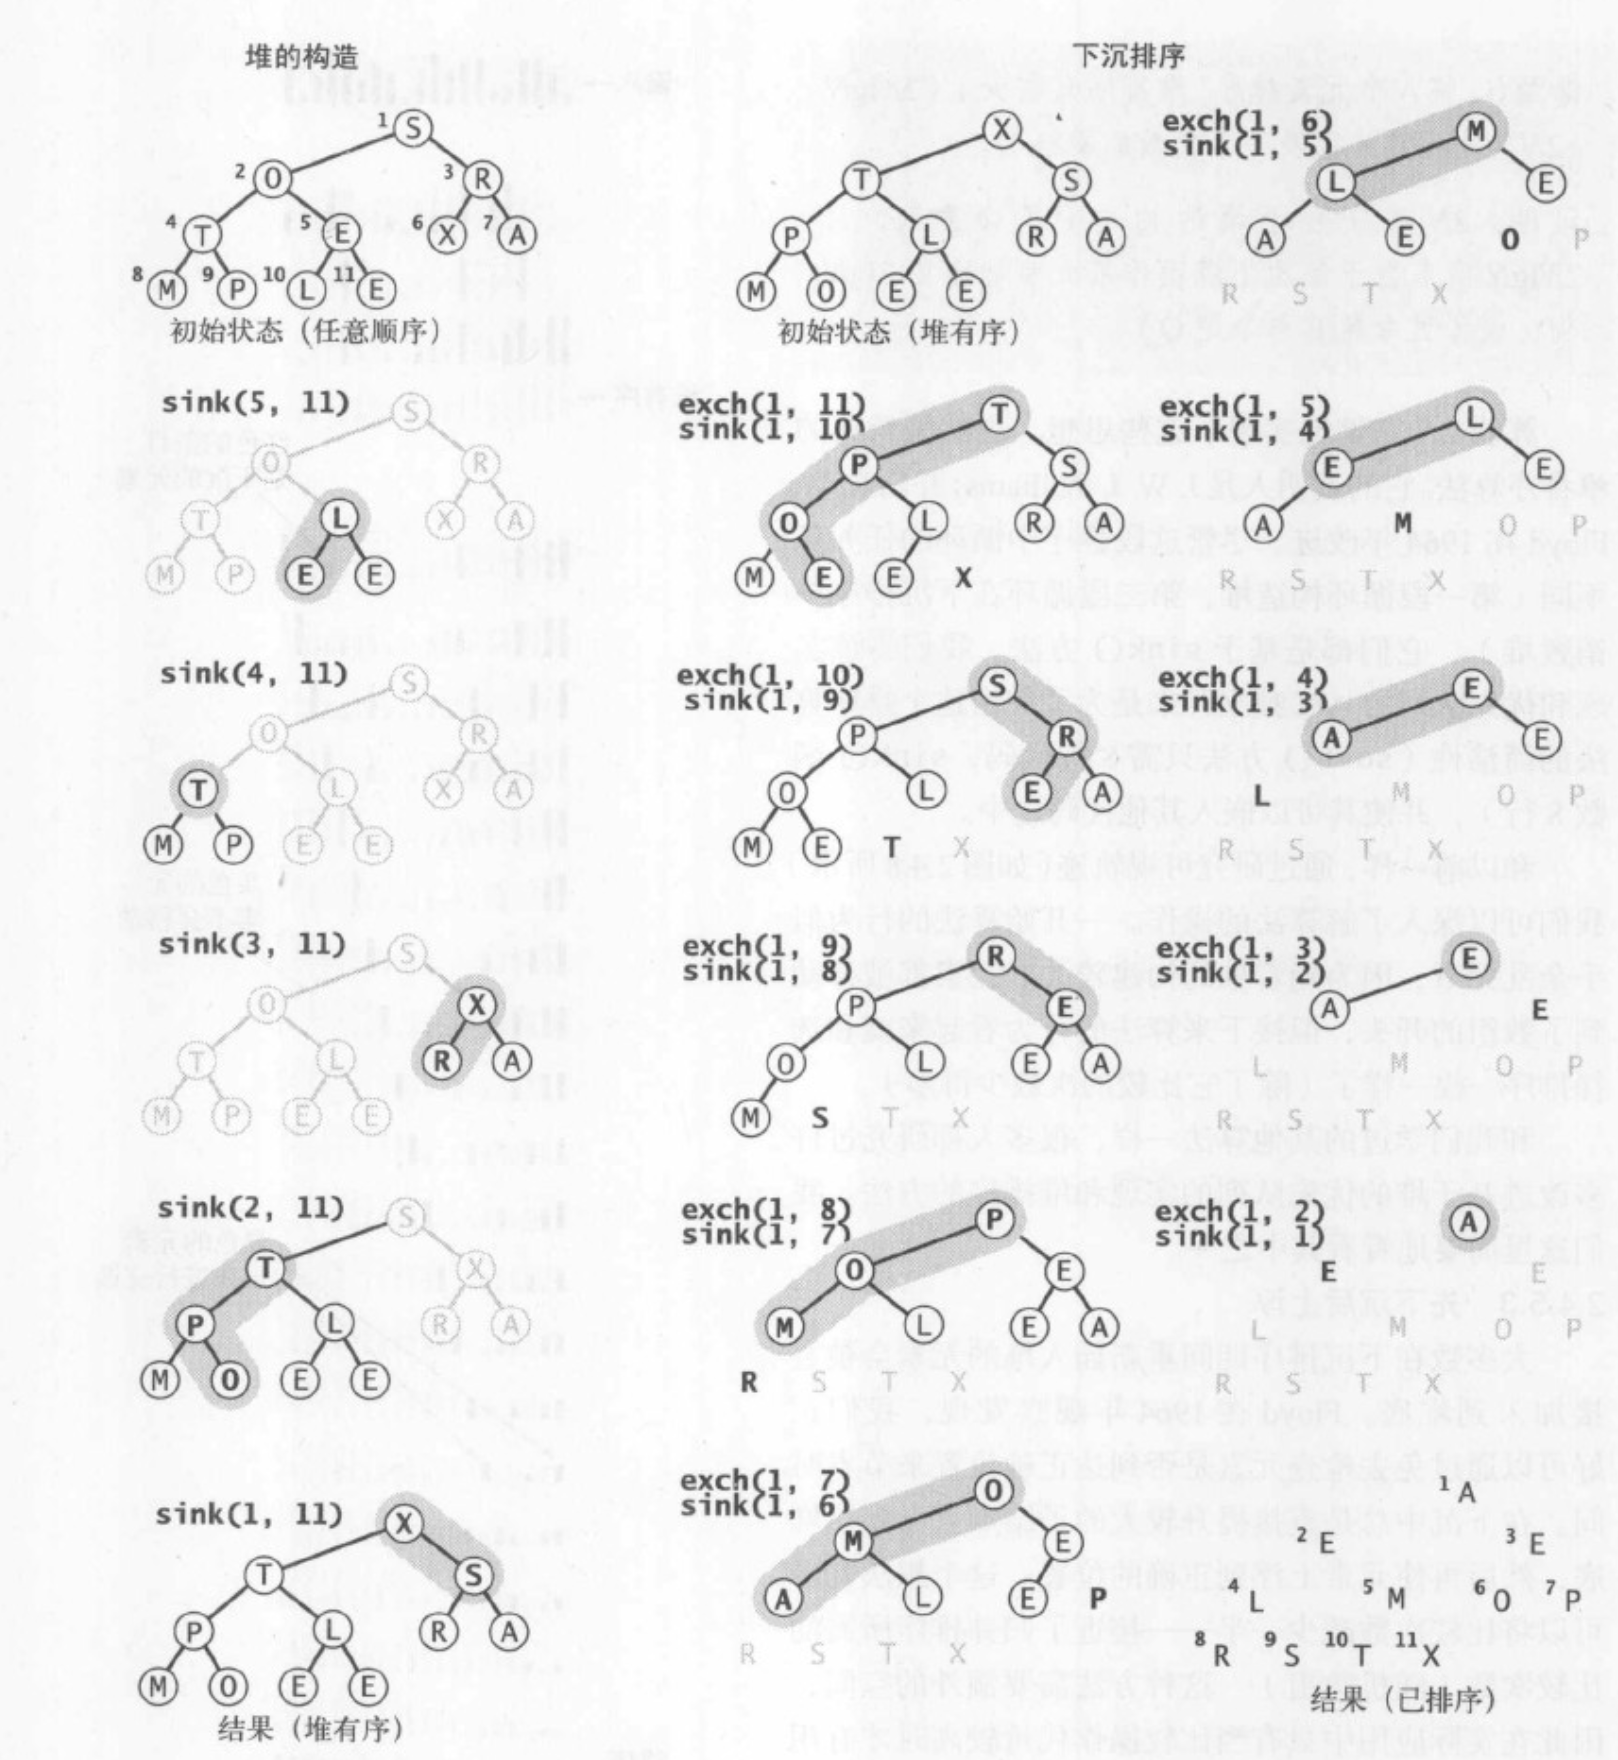 堆的构造
1 S
2 O 3 R
4 T 5 E 6 X 7 A
8 M 9 P 10 L 11 E
初始状态（任意顺序）
sink(5, 11)
S
O R
T L X A
M P E E
sink(4, 11)
S
O R
T L X A
M P E E
sink(3, 11)
S
O X
T L R A
M P E E
sink(2, 11)
S
T X
P L R A
M O E E
sink(1, 11)
X
T S
P L R A
M O E E
结果（堆有序）
下沉排序
X
T S
P L R A
M O E E
初始状态（堆有序）
exch(1, 11)
sink(1, 10)
T
P S
O L R A
M E E X
exch(1, 10)
sink(1, 9)
S
P R
O L E A
M E T X
exch(1, 9)
sink(1, 8)
R
P E
O L E A
M S T X
exch(1, 8)
sink(1, 7)
P
O E
M L E A
R S T X
exch(1, 7)
sink(1, 6)
O
M E
A L E P
R S T X
exch(1, 6)
sink(1, 5)
M
L E
A E O P
R S T X
exch(1, 5)
sink(1, 4)
L
E E
A M O P
R S T X
exch(1, 4)
sink(1, 3)
E
A E
L M O P
R S T X
exch(1, 3)
sink(1, 2)
E
A E
L M O P
R S T X
exch(1, 2)
sink(1, 1)
A
E E
L M O P
R S T X
1 A
2 E 3 E
4 L 5 M 6 O 7 P
8 R 9 S 10 T 11 X
结果（已排序）